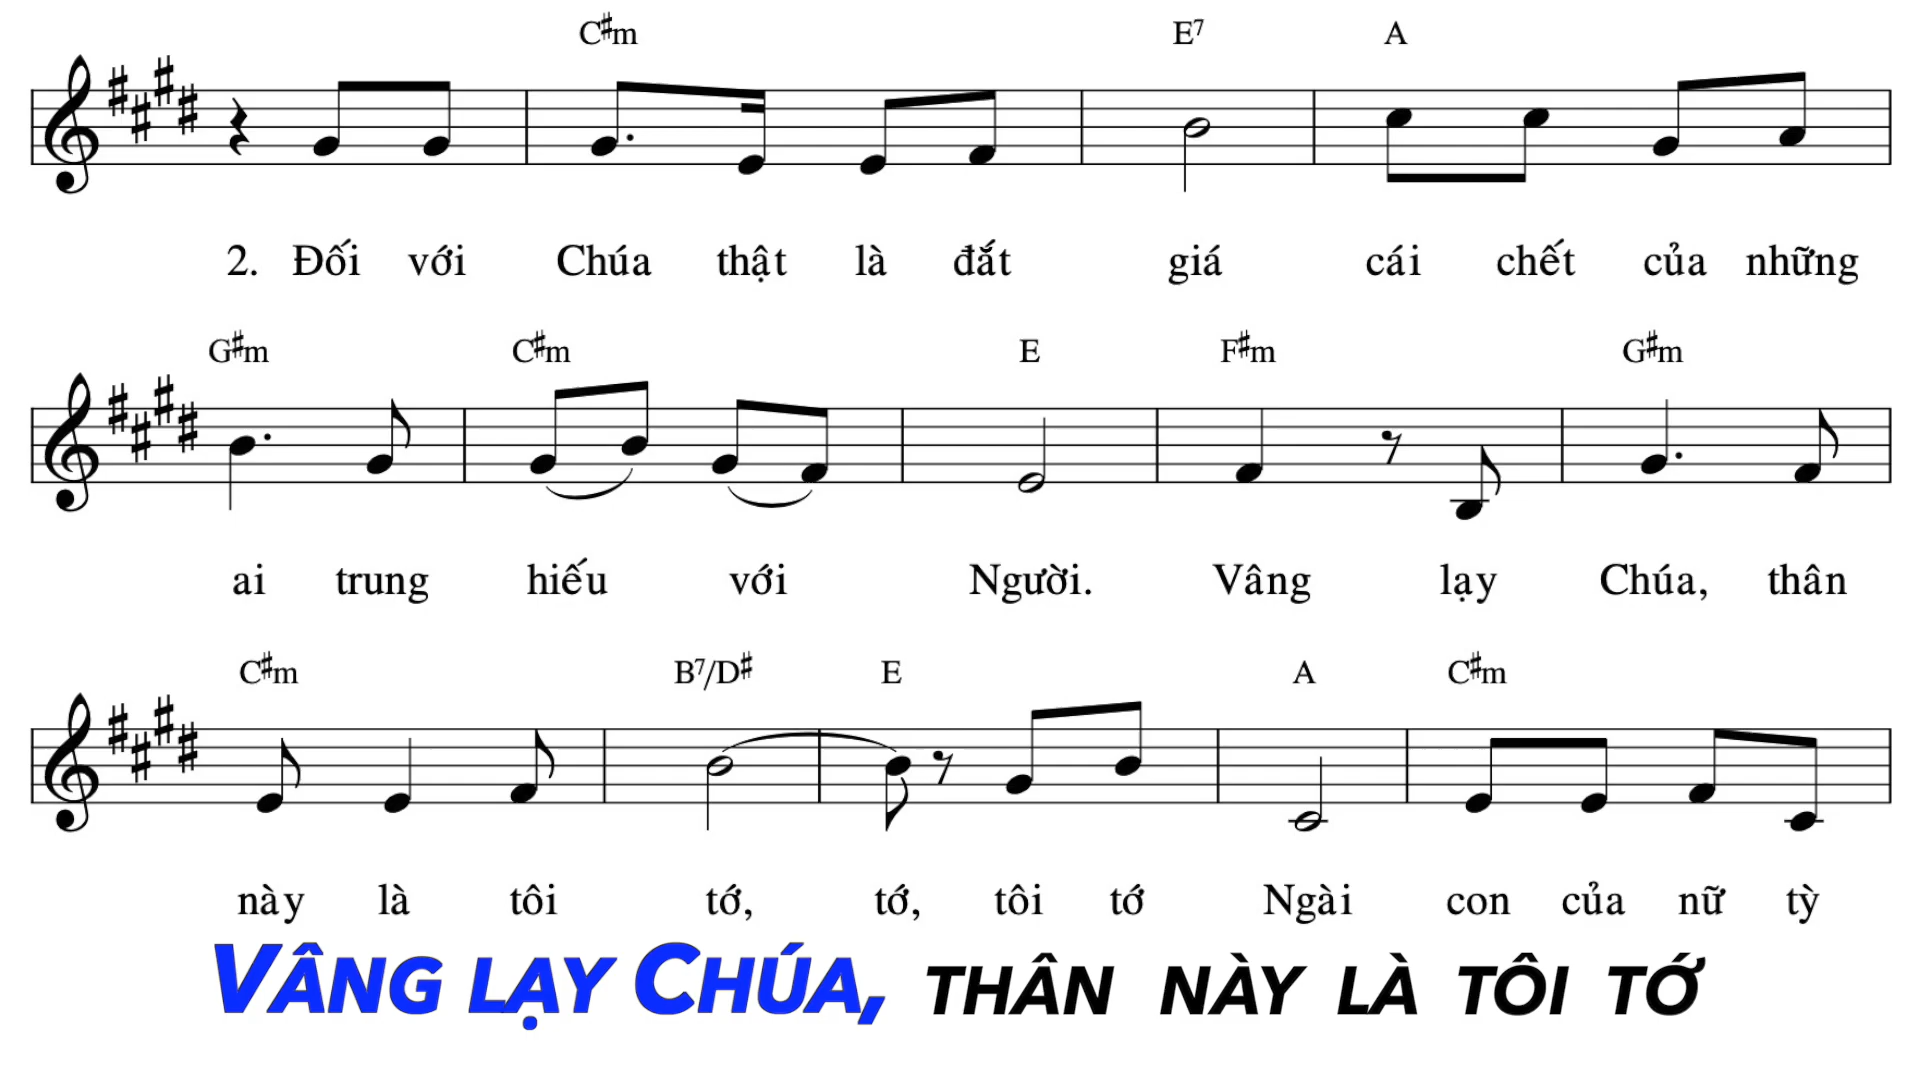 C♯m E7 A
2. Đối với Chúa thật là đắt giá cái chết của những
G♯m C♯m E F♯m G♯m
ai trung hiếu với Người. Vâng lạy Chúa, thân
C♯m B7/D♯ E A C♯m
này là tôi tớ, tớ, tôi tớ Ngài con của nữ tỳ
VÂNG LẠY CHÚA, THÂN NÀY LÀ TÔI TỚ